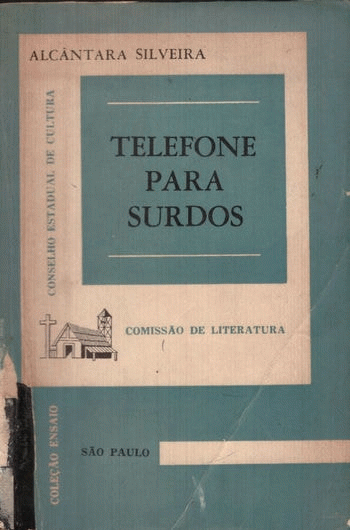 ALCÂNTARA SILVEIRA
CONSELHO ESTADUAL DE CULTURA
TELEFONE
PARA
SURDOS
COMISSÃO DE LITERATURA
COLEÇÃO ENSAIO
SÃO PAULO